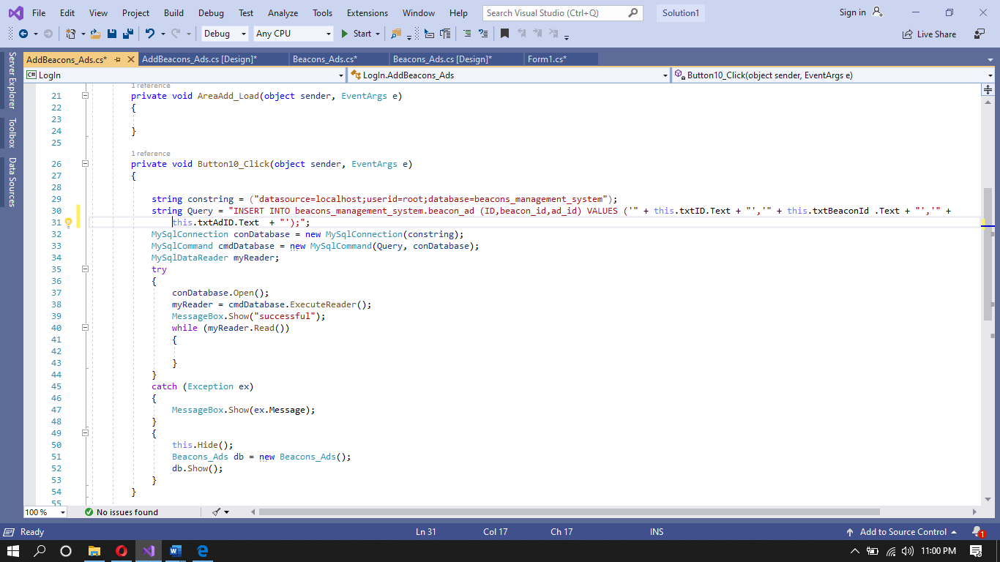 File Edit View Project Build Debug Test Analyze Tools Extensions Window Help Search Visual Studio (Ctrl+Q) Solution1 Sign in
Debug Any CPU Start Live Share
AddBeacons_Ads.cs* AddBeacons_Ads.cs [Design]* Beacons_Ads.cs* Beacons_Ads.cs [Design]* Form1.cs*
C# LogIn LogIn.AddBeacons_Ads Button10_Click(object sender, EventArgs e)
Server Explorer
Toolbox
Data Sources
1 reference
21 private void AreaAdd_Load(object sender, EventArgs e)
22 {
23
24 }
25
1 reference
26 private void Button10_Click(object sender, EventArgs e)
27 {
28
29 string constring = ("datasource=localhost;userid=root;database=beacons_management_system");
30 string Query = "INSERT INTO beacons_management_system.beacon_ad (ID,beacon_id,ad_id) VALUES ('" + this.txtID.Text + "','" + this.txtBeaconId .Text + "','" +
31 this.txtAdID.Text  + "');";
32 MySqlConnection conDatabase = new MySqlConnection(constring);
33 MySqlCommand cmdDatabase = new MySqlCommand(Query, conDatabase);
34 MySqlDataReader myReader;
35 try
36 {
37 conDatabase.Open();
38 myReader = cmdDatabase.ExecuteReader();
39 MessageBox.Show("successful");
40 while (myReader.Read())
41 {
42
43 }
44 }
45 catch (Exception ex)
46 {
47 MessageBox.Show(ex.Message);
48 }
49 {
50 this.Hide();
51 Beacons_Ads db = new Beacons_Ads();
52 db.Show();
53 }
54 }
55
100 % No issues found
Ready Ln 31 Col 17 Ch 17 INS Add to Source Control 1
11:00 PM